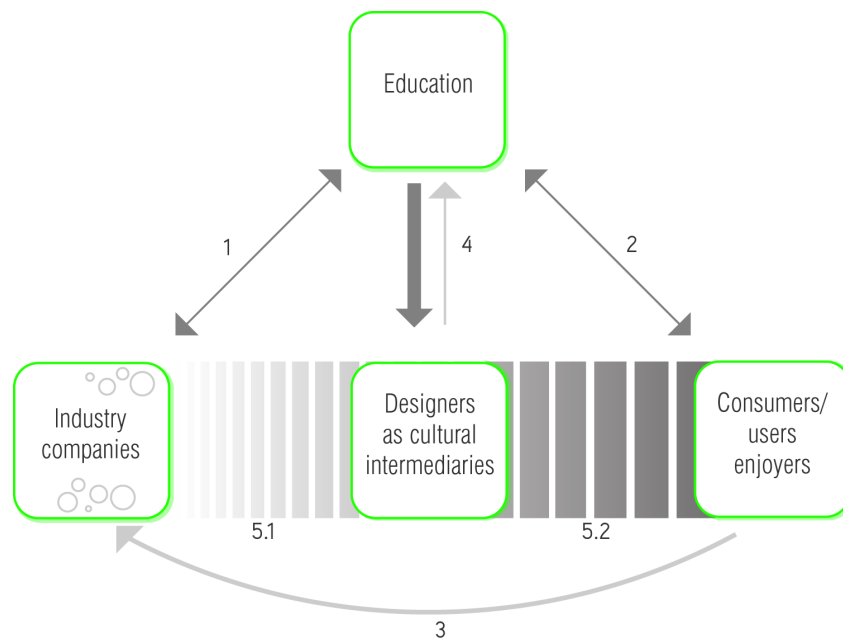 Education
1
4
2
Industry
companies
Designers
as cultural
intermediaries
Consumers/
users
enjoyers
5.1
5.2
3